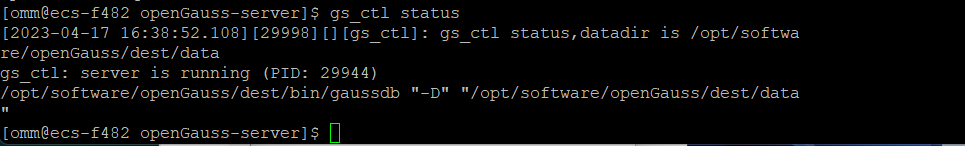 [omm@ecs-f482 openGauss-server]$ gs_ctl status
[2023-04-17 16:38:52.108][29998][][gs_ctl]: gs_ctl status,datadir is /opt/softwa
re/openGauss/dest/data
gs_ctl: server is running (PID: 29944)
/opt/software/openGauss/dest/bin/gaussdb "-D" "/opt/software/openGauss/dest/data
"
[omm@ecs-f482 openGauss-server]$